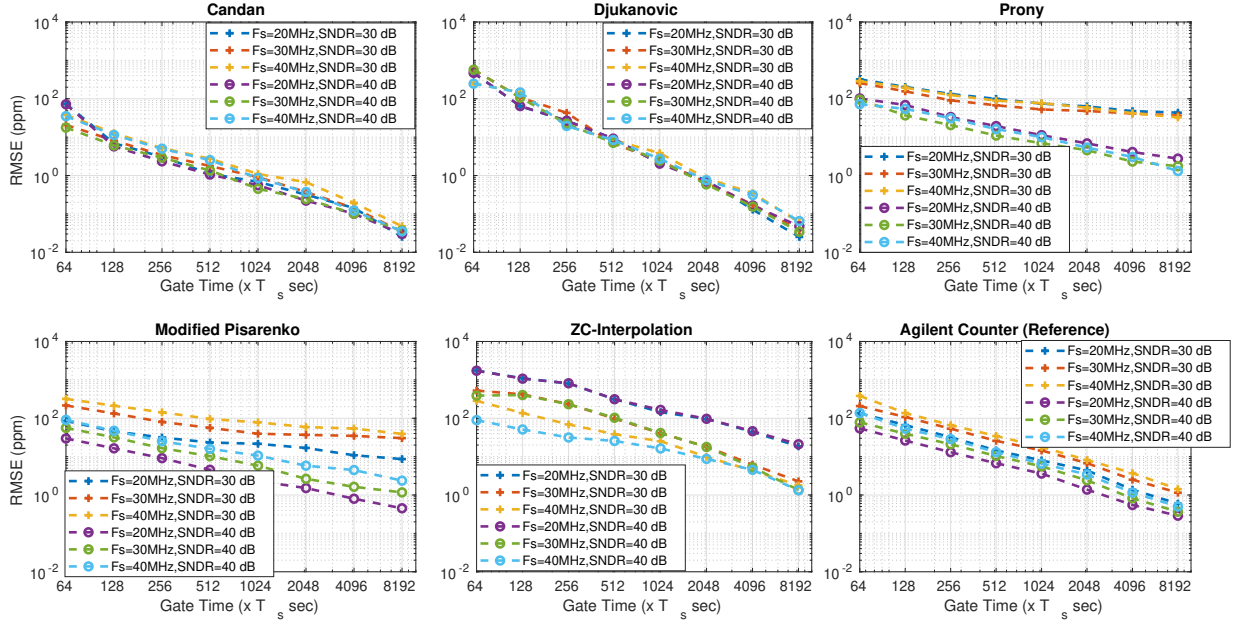 Candan
RMSE (ppm)
10^4
10^2
10^0
10^-2
64 128 256 512 1024 2048 4096 8192
Gate Time (x T_s sec)
Fs=20MHz,SNDR=30 dB
Fs=30MHz,SNDR=30 dB
Fs=40MHz,SNDR=30 dB
Fs=20MHz,SNDR=40 dB
Fs=30MHz,SNDR=40 dB
Fs=40MHz,SNDR=40 dB
Djukanovic
10^4
10^2
10^0
10^-2
64 128 256 512 1024 2048 4096 8192
Gate Time (x T_s sec)
Fs=20MHz,SNDR=30 dB
Fs=30MHz,SNDR=30 dB
Fs=40MHz,SNDR=30 dB
Fs=20MHz,SNDR=40 dB
Fs=30MHz,SNDR=40 dB
Fs=40MHz,SNDR=40 dB
Prony
10^4
10^2
10^0
10^-2
64 128 256 512 1024 2048 4096 8192
Gate Time (x T_s sec)
Fs=20MHz,SNDR=30 dB
Fs=30MHz,SNDR=30 dB
Fs=40MHz,SNDR=30 dB
Fs=20MHz,SNDR=40 dB
Fs=30MHz,SNDR=40 dB
Fs=40MHz,SNDR=40 dB
Modified Pisarenko
RMSE (ppm)
10^4
10^2
10^0
10^-2
64 128 256 512 1024 2048 4096 8192
Gate Time (x T_s sec)
Fs=20MHz,SNDR=30 dB
Fs=30MHz,SNDR=30 dB
Fs=40MHz,SNDR=30 dB
Fs=20MHz,SNDR=40 dB
Fs=30MHz,SNDR=40 dB
Fs=40MHz,SNDR=40 dB
ZC-Interpolation
10^4
10^2
10^0
10^-2
64 128 256 512 1024 2048 4096 8192
Gate Time (x T_s sec)
Fs=20MHz,SNDR=30 dB
Fs=30MHz,SNDR=30 dB
Fs=40MHz,SNDR=30 dB
Fs=20MHz,SNDR=40 dB
Fs=30MHz,SNDR=40 dB
Fs=40MHz,SNDR=40 dB
Agilent Counter (Reference)
10^4
10^2
10^0
10^-2
64 128 256 512 1024 2048 4096 8192
Gate Time (x T_s sec)
Fs=20MHz,SNDR=30 dB
Fs=30MHz,SNDR=30 dB
Fs=40MHz,SNDR=30 dB
Fs=20MHz,SNDR=40 dB
Fs=30MHz,SNDR=40 dB
Fs=40MHz,SNDR=40 dB